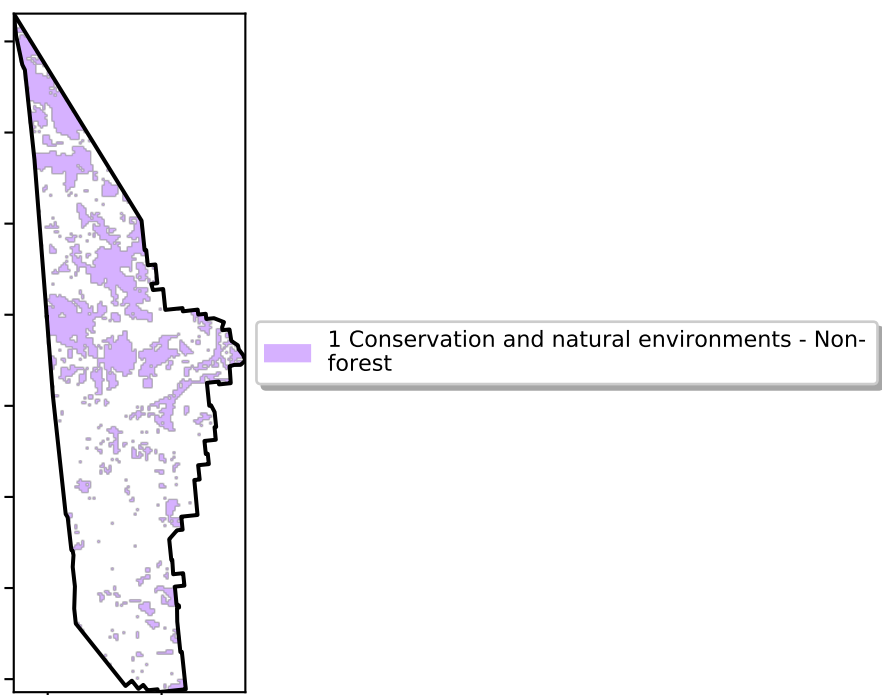 1 Conservation and natural environments - Non-
forest